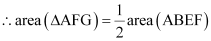 ∴ area(ΔAFG) = 1/2 area(ABEF)